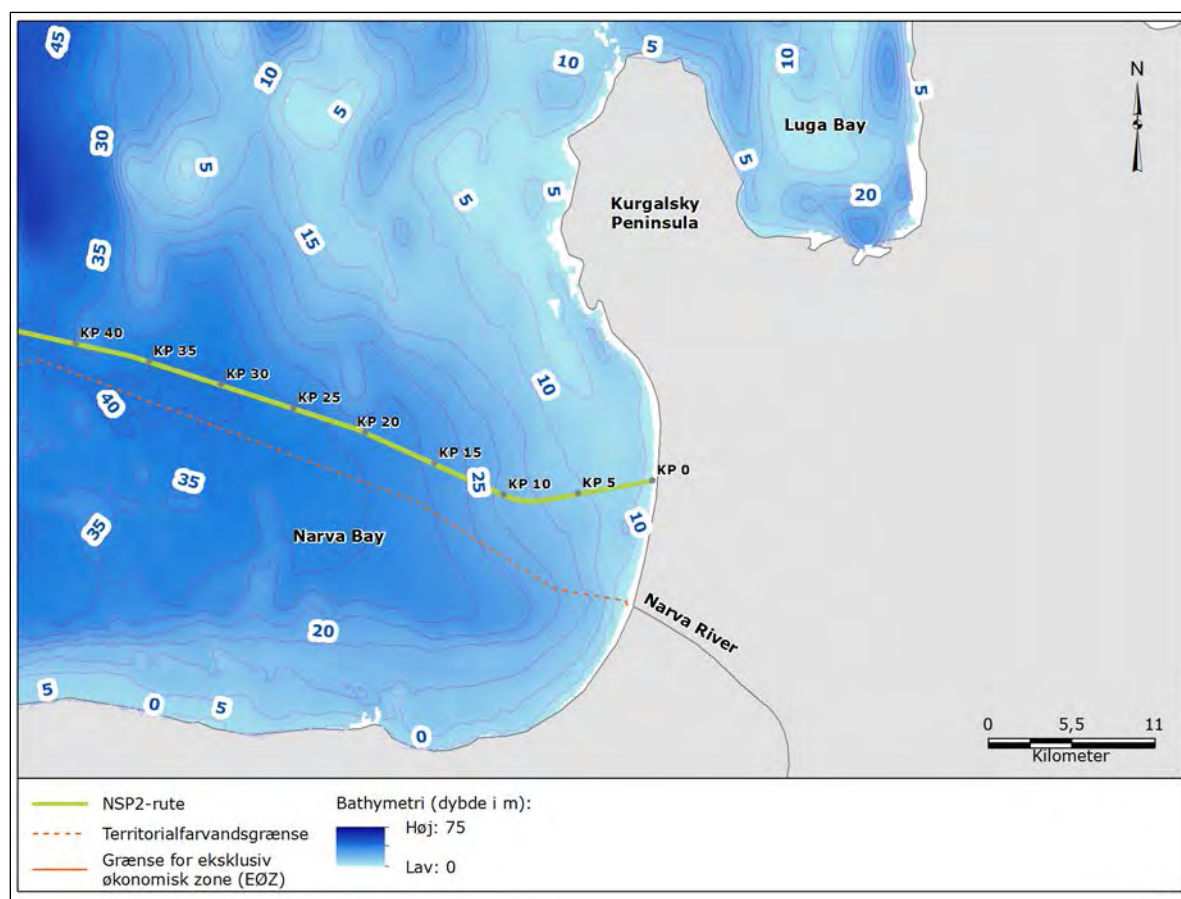 45
10
5
10
5
10
5
N
30
5
Luga Bay
5
5
5
20
Kurgalsky
Peninsula
15
35
KP 40
KP 35
KP 30
10
KP 25
40
KP 20
KP 15
25
KP 10
KP 5
KP 0
35
10
35
Narva Bay
Narva River
20
5
0
5
0
0 5,5 11
Kilometer
NSP2-rute
Territorialfarvandsgrænse
Grænse for eksklusiv
økonomisk zone (EØZ)
Bathymetri (dybde i m):
Høj: 75
Lav: 0